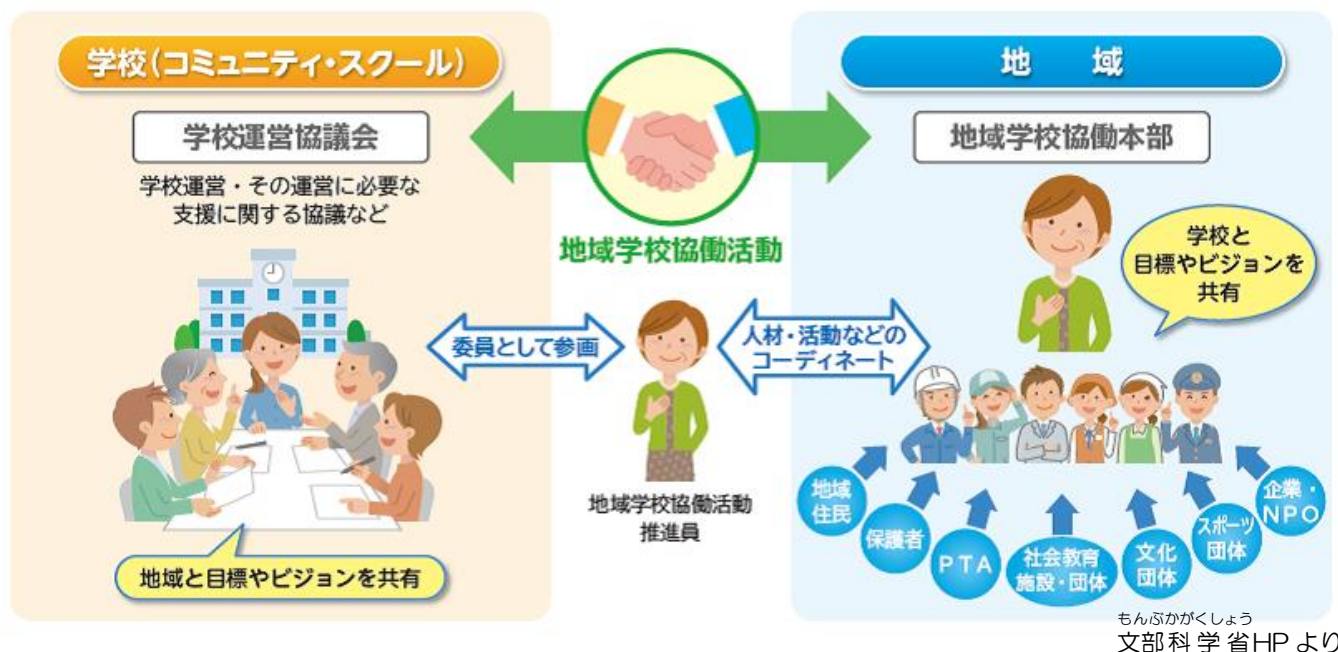 学校(コミュニティ・スクール)
学校運営協議会
学校運営・その運営に必要な
支援に関する協議など
地域と目標やビジョンを共有
地域学校協働活動
委員として参画
人材・活動などの
コーディネート
地域学校協働活動
推進員
地 域
地域学校協働本部
学校と
目標やビジョンを
共有
地域
住民
保護者
PTA
社会教育
施設・団体
文化
団体
スポーツ
団体
企業・
NPO
もんぶかがくしょう
文部科学省HPより